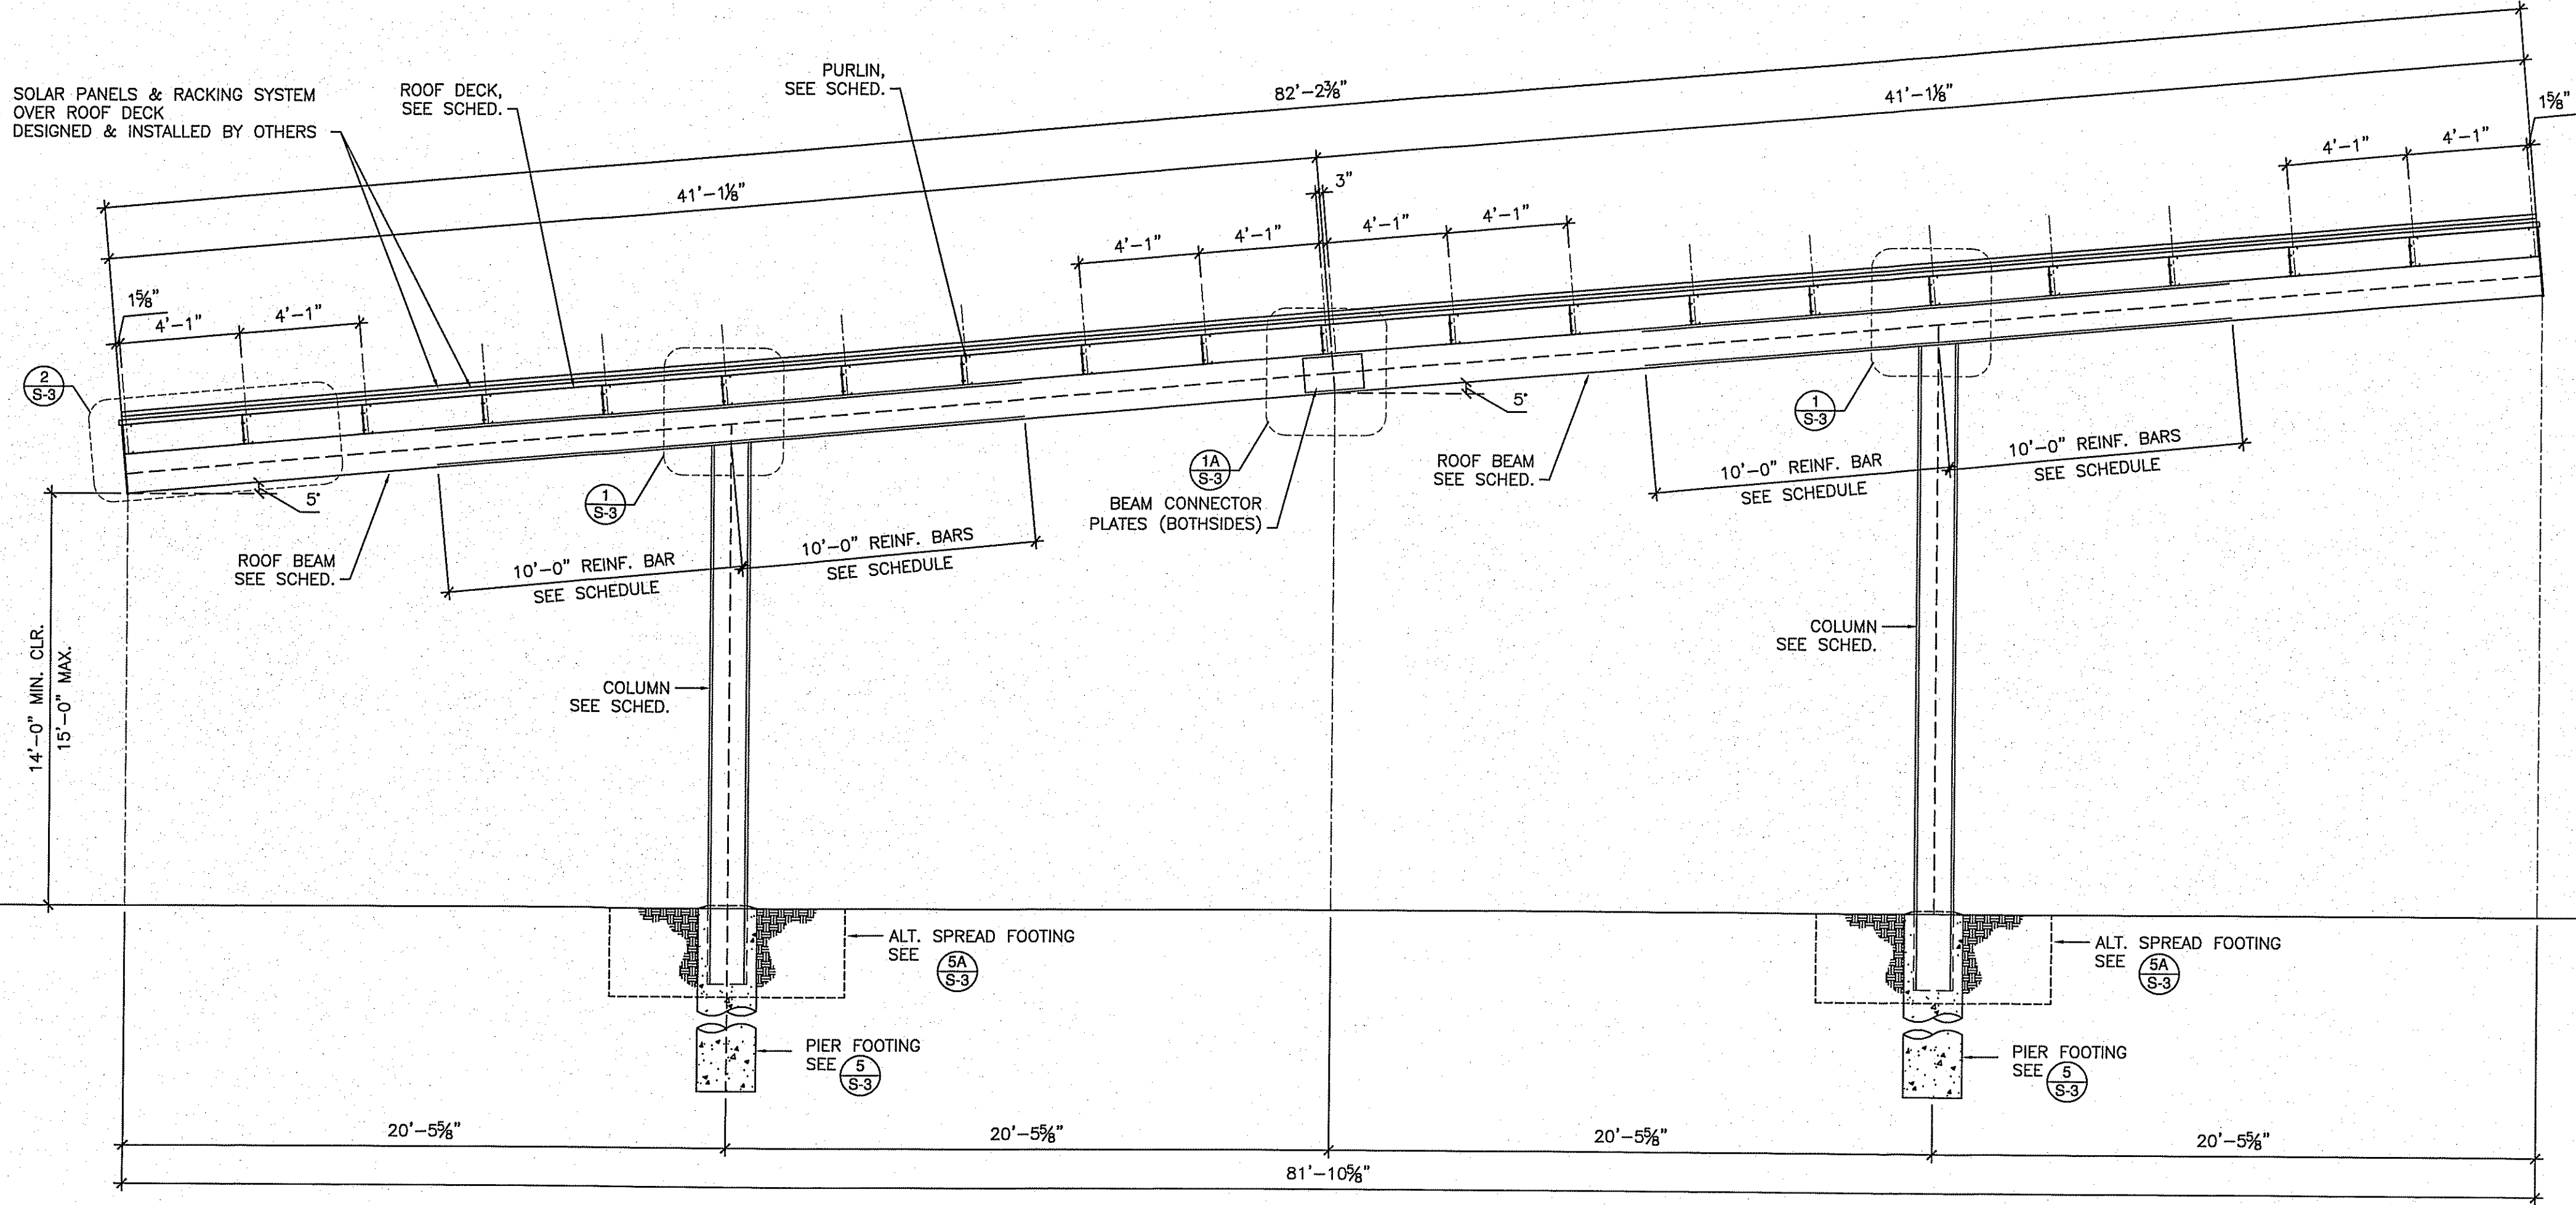 SOLAR PANELS & RACKING SYSTEM
OVER ROOF DECK
DESIGNED & INSTALLED BY OTHERS
ROOF DECK,
SEE SCHED.
PURLIN,
SEE SCHED.
82'-2⅜"
41'-1⅛"
41'-1⅛"
1⅝"
4'-1"
4'-1"
3"
4'-1"
4'-1"
4'-1"
4'-1"
1⅝"
4'-1"
4'-1"
2
S-3
5°
ROOF BEAM
SEE SCHED.
1
S-3
10'-0" REINF. BAR
SEE SCHEDULE
10'-0" REINF. BARS
SEE SCHEDULE
1A
S-3
BEAM CONNECTOR
PLATES (BOTHSIDES)
5°
ROOF BEAM
SEE SCHED.
1
S-3
10'-0" REINF. BAR
SEE SCHEDULE
10'-0" REINF. BARS
SEE SCHEDULE
14'-0" MIN. CLR.
15'-0" MAX.
COLUMN
SEE SCHED.
COLUMN
SEE SCHED.
ALT. SPREAD FOOTING
SEE
5A
S-3
ALT. SPREAD FOOTING
SEE
5A
S-3
PIER FOOTING
SEE
5
S-3
PIER FOOTING
SEE
5
S-3
20'-5⅝"
20'-5⅝"
20'-5⅝"
20'-5⅝"
81'-10⅝"